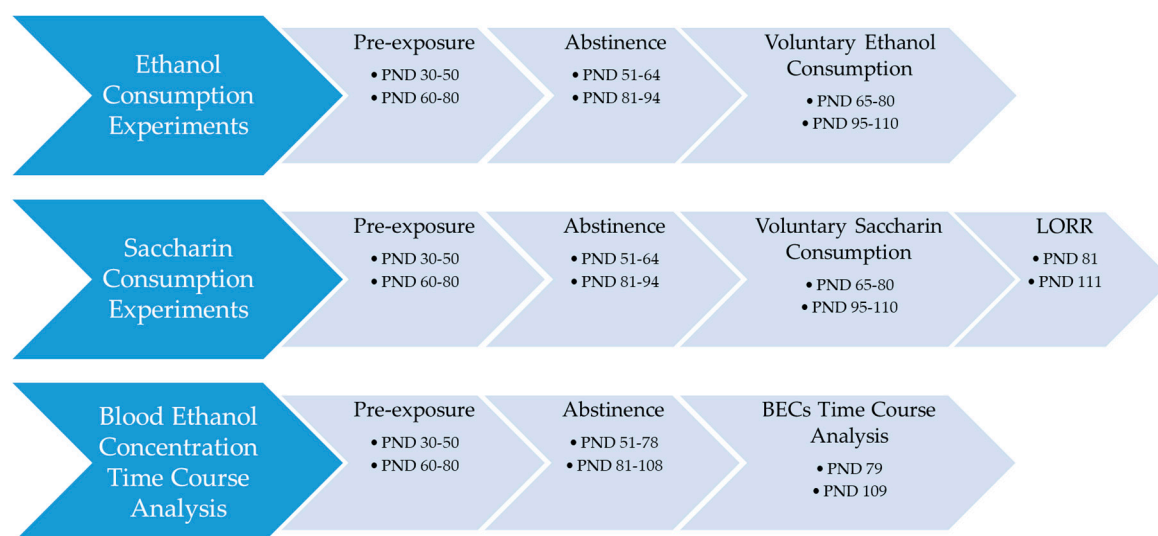 Ethanol
Consumption
Experiments
Pre-exposure
• PND 30-50
• PND 60-80
Abstinence
• PND 51-64
• PND 81-94
Voluntary Ethanol
Consumption
• PND 65-80
• PND 95-110
Saccharin
Consumption
Experiments
Pre-exposure
• PND 30-50
• PND 60-80
Abstinence
• PND 51-64
• PND 81-94
Voluntary Saccharin
Consumption
• PND 65-80
• PND 95-110
LORR
• PND 81
• PND 111
Blood Ethanol
Concentration
Time Course
Analysis
Pre-exposure
• PND 30-50
• PND 60-80
Abstinence
• PND 51-78
• PND 81-108
BECs Time Course
Analysis
• PND 79
• PND 109